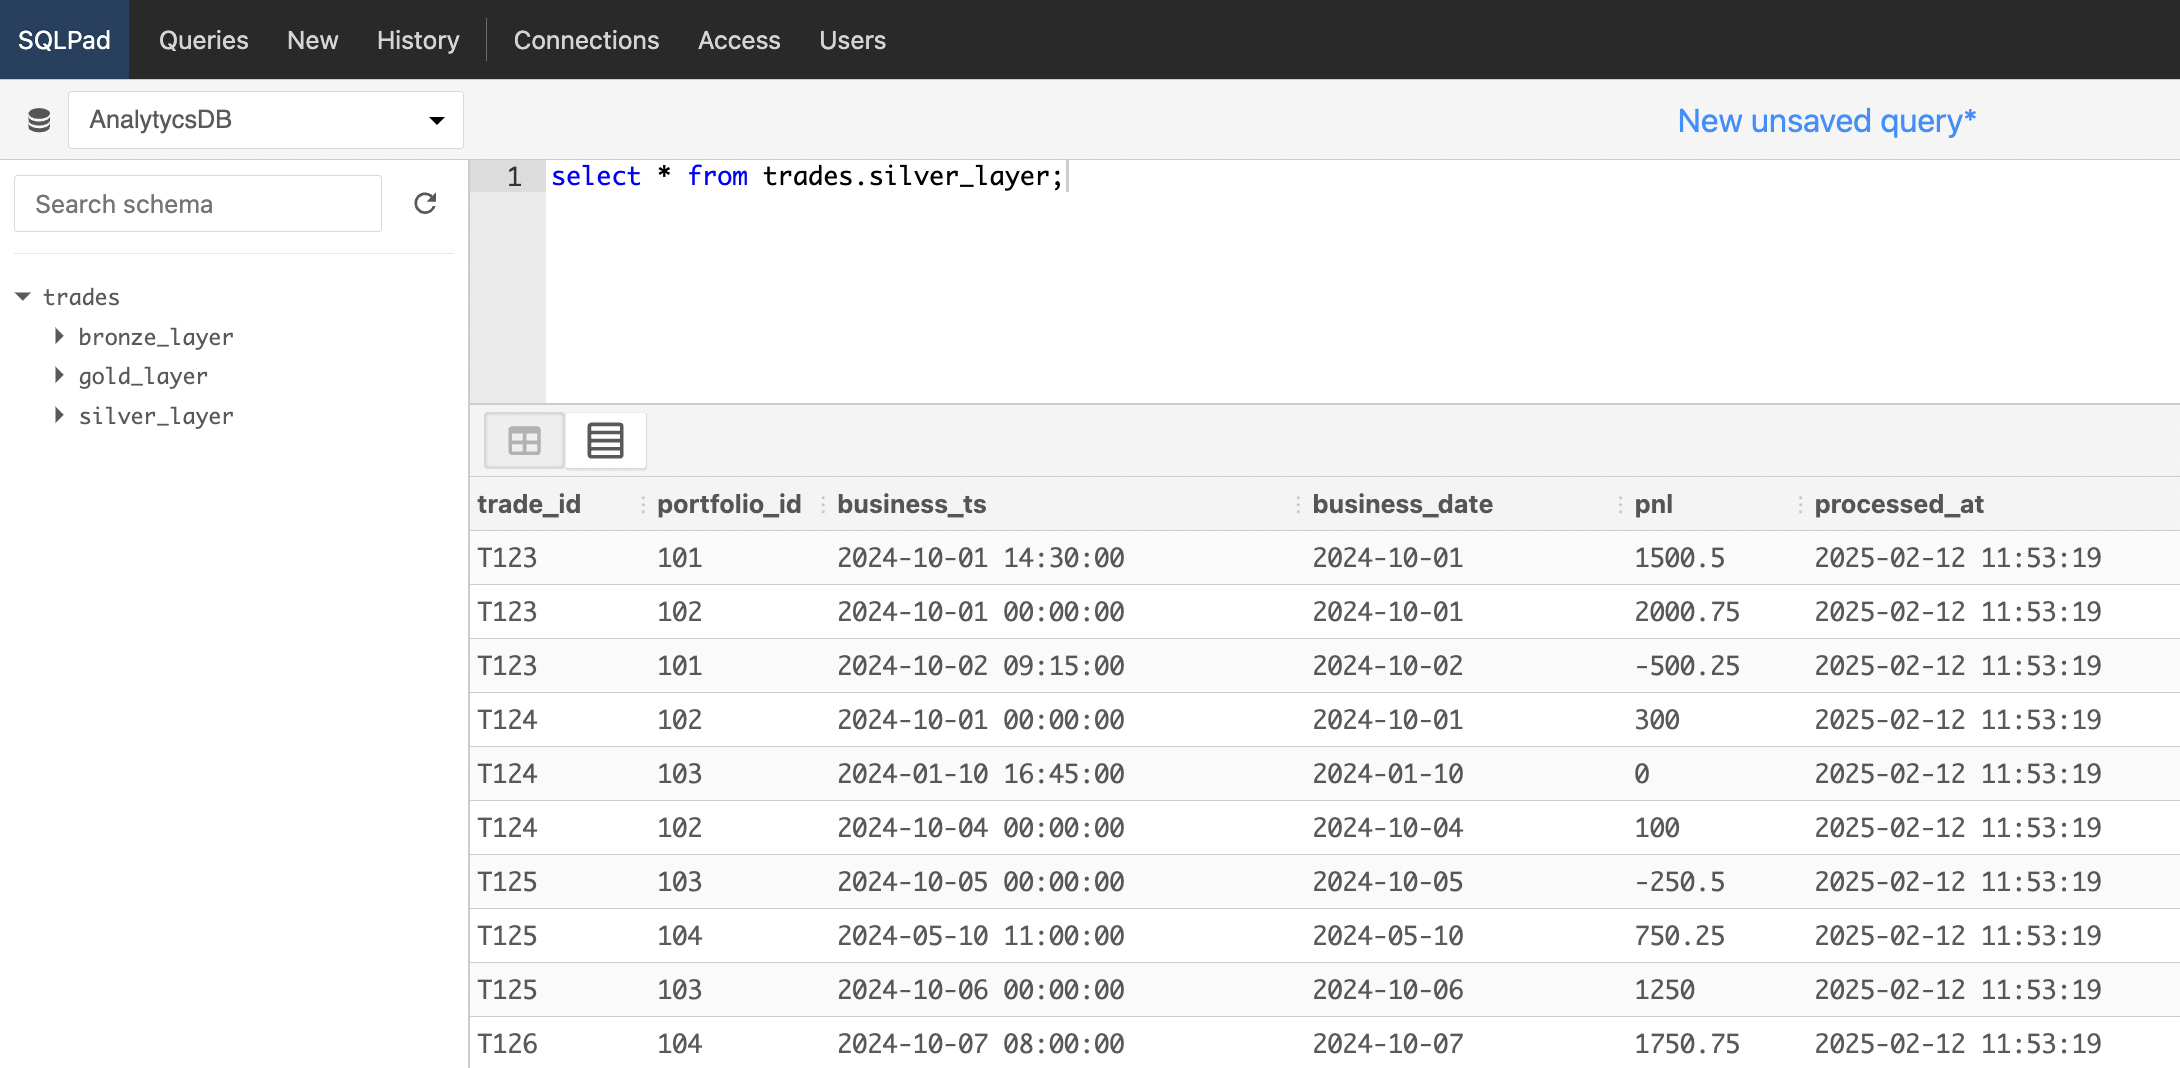 SQLPad Queries New History Connections Access Users
AnalytycsDB New unsaved query*
Search schema
trades
bronze_layer
gold_layer
silver_layer
1 select * from trades.silver_layer;
trade_id portfolio_id business_ts business_date pnl processed_at
T123 101 2024-10-01 14:30:00 2024-10-01 1500.5 2025-02-12 11:53:19
T123 102 2024-10-01 00:00:00 2024-10-01 2000.75 2025-02-12 11:53:19
T123 101 2024-10-02 09:15:00 2024-10-02 -500.25 2025-02-12 11:53:19
T124 102 2024-10-01 00:00:00 2024-10-01 300 2025-02-12 11:53:19
T124 103 2024-01-10 16:45:00 2024-01-10 0 2025-02-12 11:53:19
T124 102 2024-10-04 00:00:00 2024-10-04 100 2025-02-12 11:53:19
T125 103 2024-10-05 00:00:00 2024-10-05 -250.5 2025-02-12 11:53:19
T125 104 2024-05-10 11:00:00 2024-05-10 750.25 2025-02-12 11:53:19
T125 103 2024-10-06 00:00:00 2024-10-06 1250 2025-02-12 11:53:19
T126 104 2024-10-07 08:00:00 2024-10-07 1750.75 2025-02-12 11:53:19